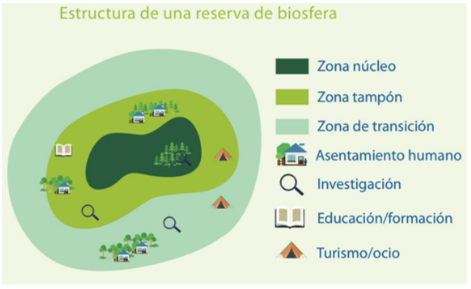 Estructura de una reserva de biosfera
Zona núcleo
Zona tampón
Zona de transición
Asentamiento humano
Investigación
Educación/formación
Turismo/ocio